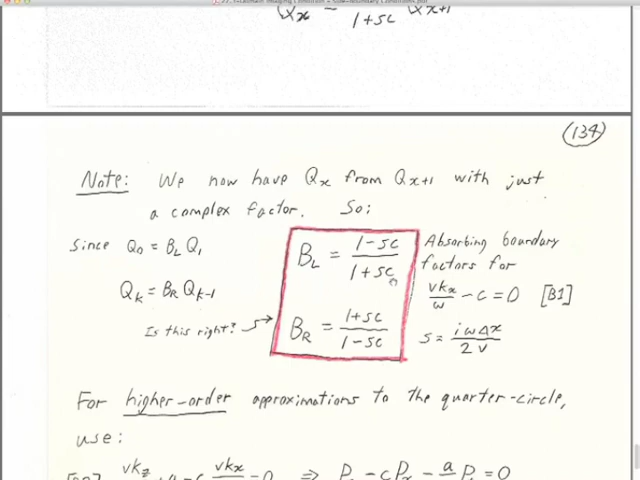 1+sc
(134)
Note: We now have Qx from Qx+1 with just
a complex factor. So:
Since Q0 = BL Q1
BL = 1-sc / 1+sc
Absorbing boundary
factors for
vkx/ω - c = 0 [B1]
Qk = BR Qk-1
Is this right? →
BR = 1+sc / 1-sc
s = iωΔx / 2v
For higher-order approximations to the quarter-circle,
use: